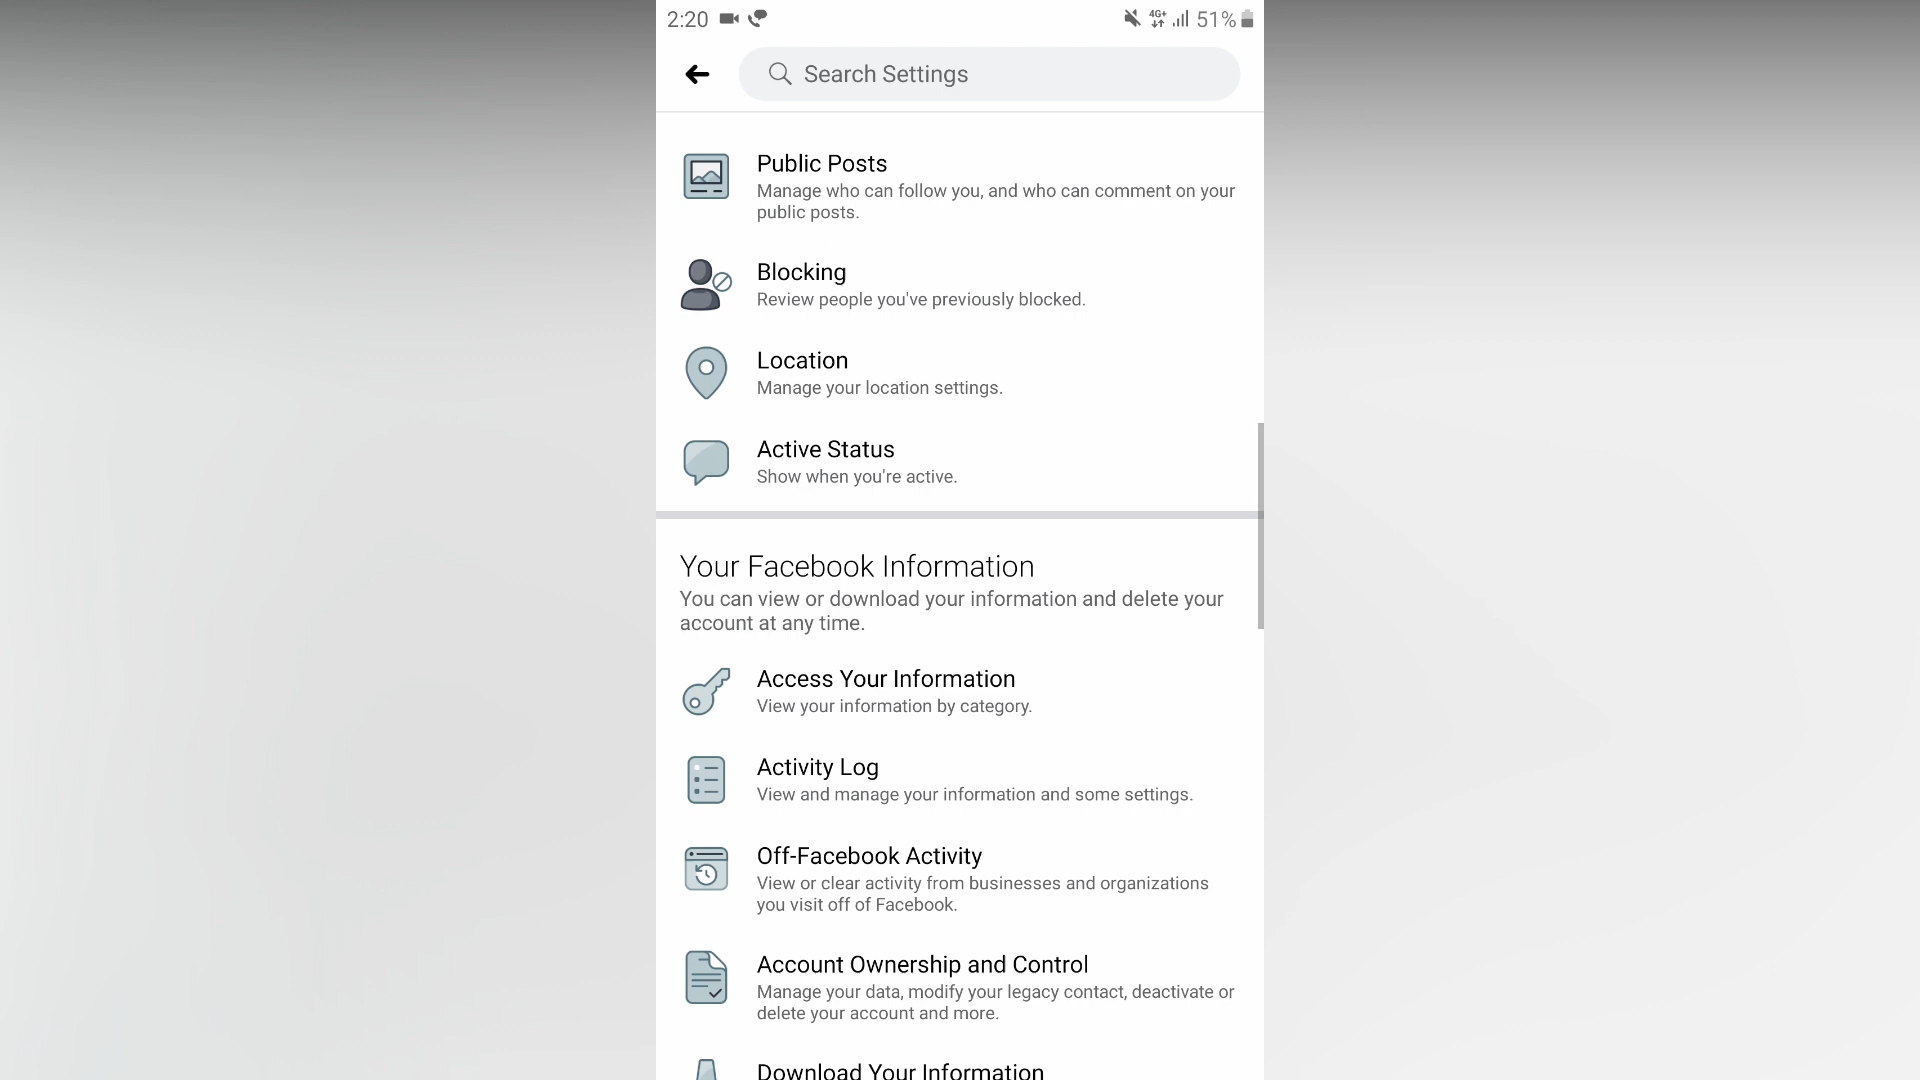 2:20
4G+
51%
Search Settings
Public Posts
Manage who can follow you, and who can comment on your
public posts.
Blocking
Review people you've previously blocked.
Location
Manage your location settings.
Active Status
Show when you're active.
Your Facebook Information
You can view or download your information and delete your
account at any time.
Access Your Information
View your information by category.
Activity Log
View and manage your information and some settings.
Off-Facebook Activity
View or clear activity from businesses and organizations
you visit off of Facebook.
Account Ownership and Control
Manage your data, modify your legacy contact, deactivate or
delete your account and more.
Download Your Information